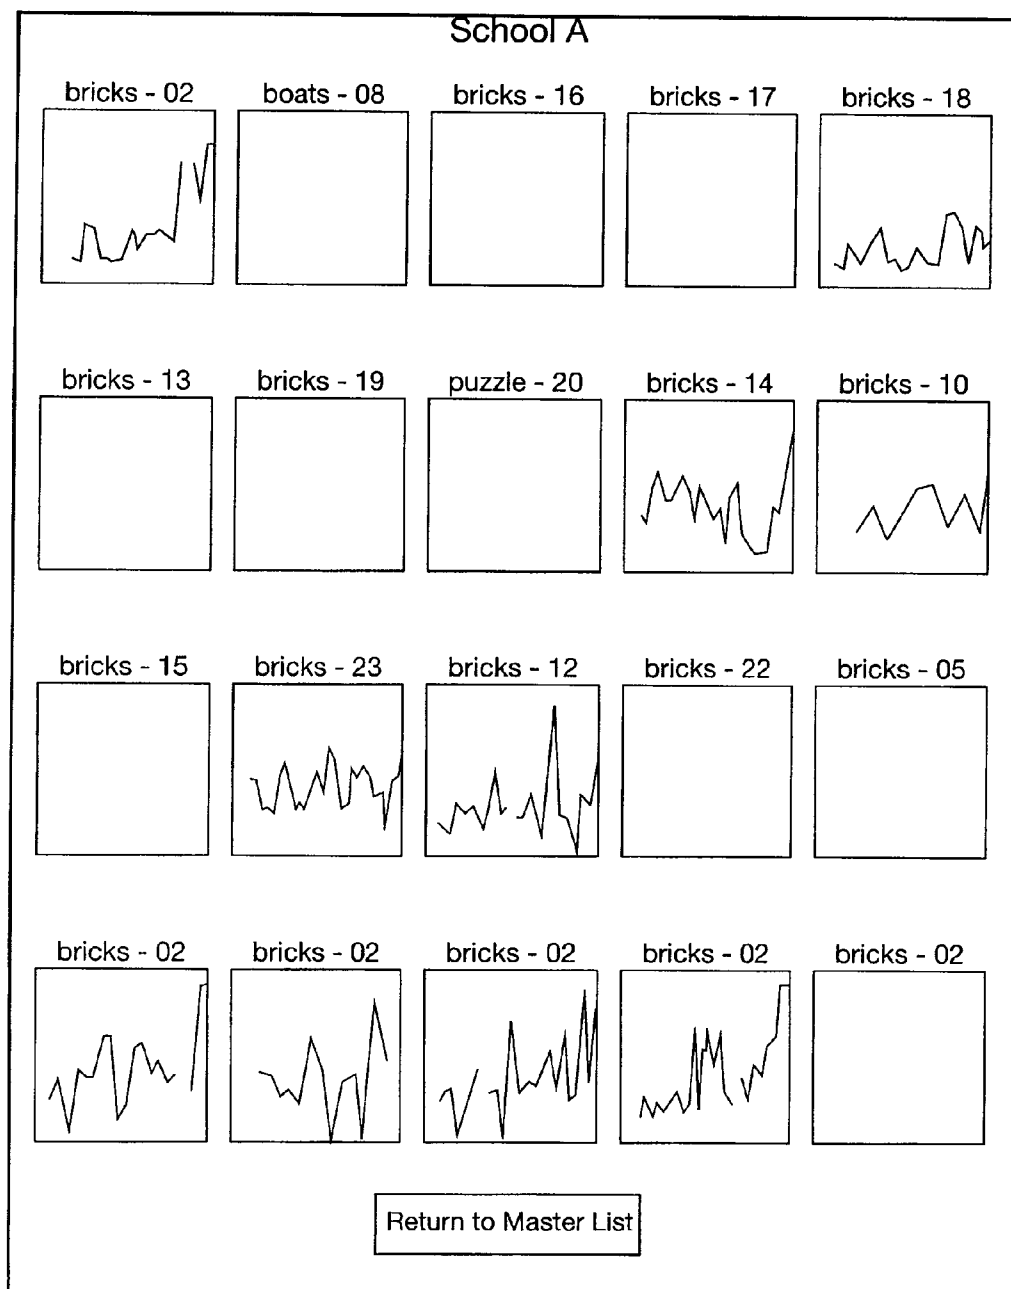 School A
bricks - 02
boats - 08
bricks - 16
bricks - 17
bricks - 18
bricks - 13
bricks - 19
puzzle - 20
bricks - 14
bricks - 10
bricks - 15
bricks - 23
bricks - 12
bricks - 22
bricks - 05
bricks - 02
bricks - 02
bricks - 02
bricks - 02
bricks - 02
Return to Master List